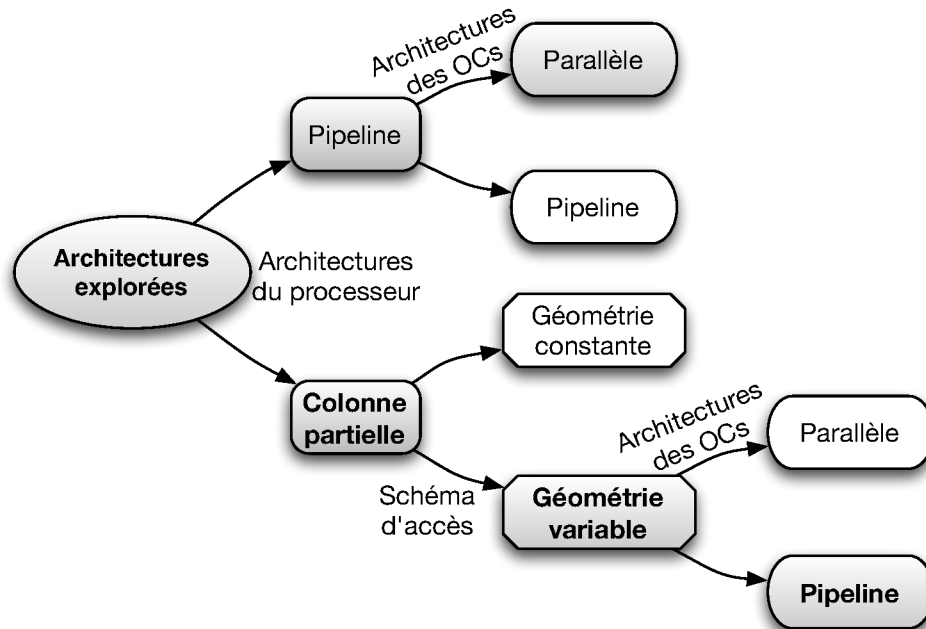 Architectures
des OCs
Parallèle
Pipeline
Pipeline
Architectures
explorées
Architectures
du processeur
Géométrie
constante
Colonne
partielle
Architectures
des OCs
Parallèle
Schéma
d'accès
Géométrie
variable
Pipeline